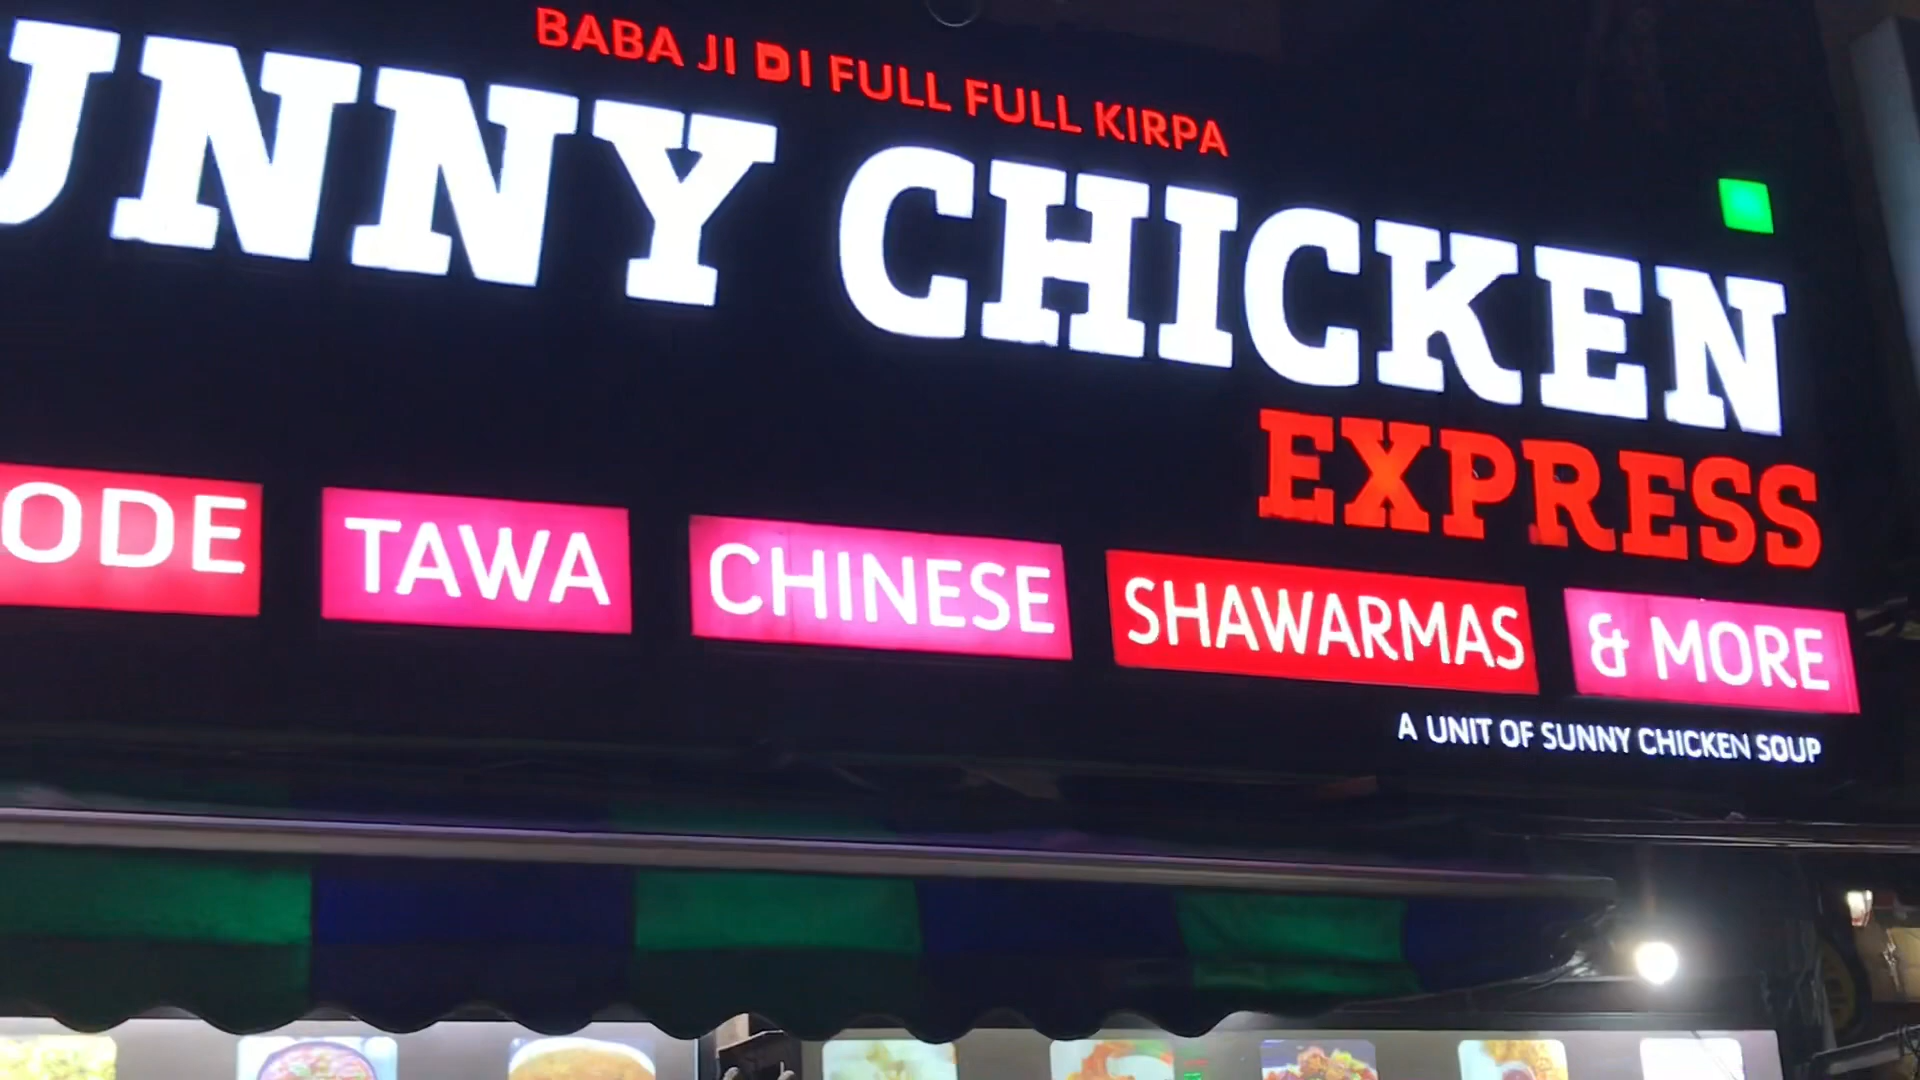 BABA JI DI FULL FULL KIRPA
UNNY CHICKEN
EXPRESS
ODE TAWA CHINESE SHAWARMAS & MORE
A UNIT OF SUNNY CHICKEN SOUP